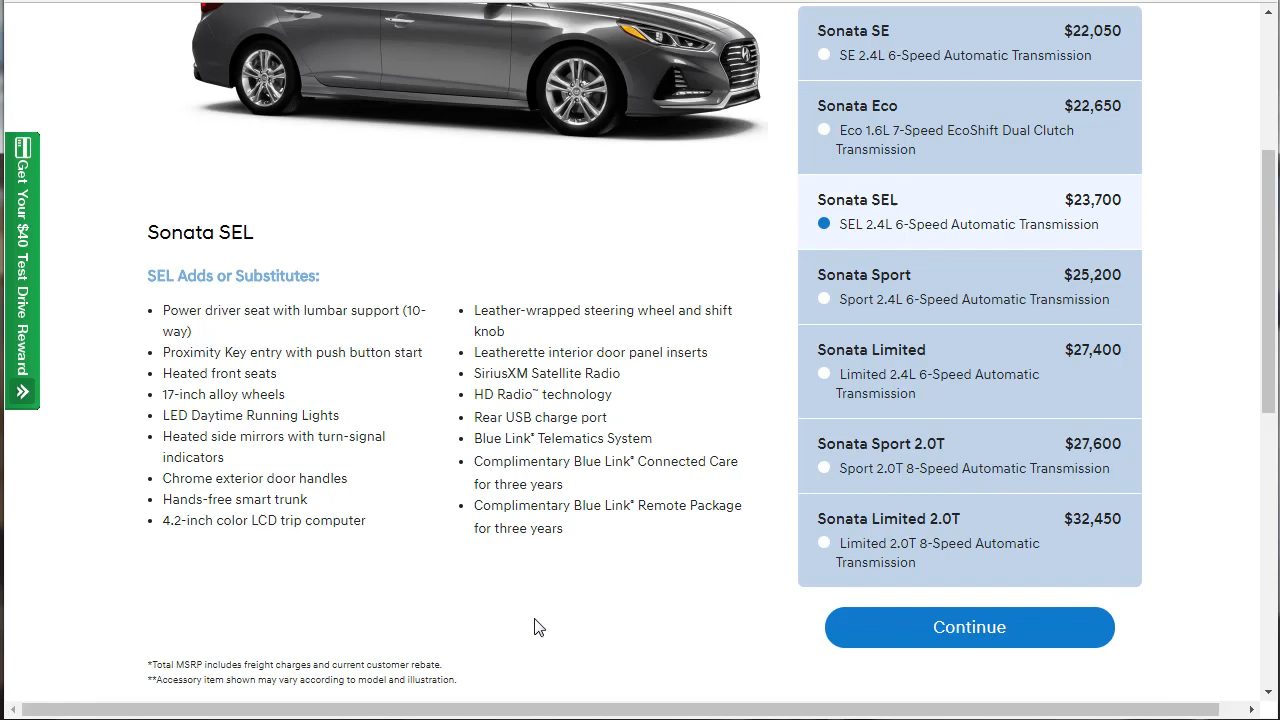 Get Your $40 Test Drive Reward
Sonata SEL
SEL Adds or Substitutes:
• Power driver seat with lumbar support (10-
way)
• Proximity Key entry with push button start
• Heated front seats
• 17-inch alloy wheels
• LED Daytime Running Lights
• Heated side mirrors with turn-signal
indicators
• Chrome exterior door handles
• Hands-free smart trunk
• 4.2-inch color LCD trip computer
• Leather-wrapped steering wheel and shift
knob
• Leatherette interior door panel inserts
• SiriusXM Satellite Radio
• HD Radio™ technology
• Rear USB charge port
• Blue Link® Telematics System
• Complimentary Blue Link® Connected Care
for three years
• Complimentary Blue Link® Remote Package
for three years
*Total MSRP includes freight charges and current customer rebate.
**Accessory item shown may vary according to model and illustration.
Sonata SE $22,050
SE 2.4L 6-Speed Automatic Transmission
Sonata Eco $22,650
Eco 1.6L 7-Speed EcoShift Dual Clutch
Transmission
Sonata SEL $23,700
SEL 2.4L 6-Speed Automatic Transmission
Sonata Sport $25,200
Sport 2.4L 6-Speed Automatic Transmission
Sonata Limited $27,400
Limited 2.4L 6-Speed Automatic
Transmission
Sonata Sport 2.0T $27,600
Sport 2.0T 8-Speed Automatic Transmission
Sonata Limited 2.0T $32,450
Limited 2.0T 8-Speed Automatic
Transmission
Continue